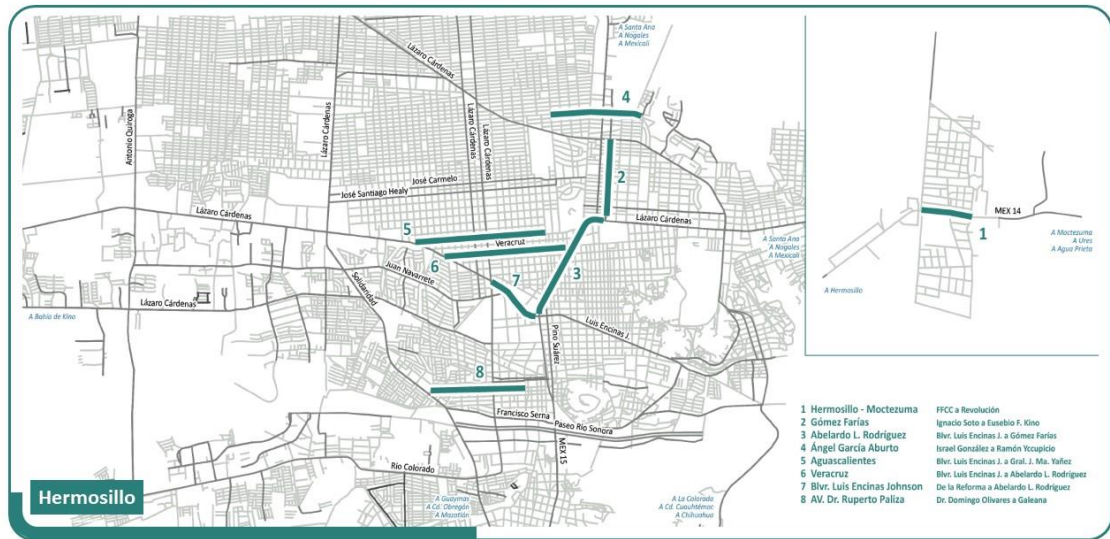 A Santa Ana
A Nogales
A Mexicali
Lázaro Cárdenas
4
Antonio Quiroga
Lázaro Cárdenas
Lázaro Cárdenas
Lázaro Cárdenas
2
José Carmelo
José Santiago Healy
Lázaro Cárdenas
Lázaro Cárdenas
5
Veracruz
6
3
7
Juan Navarrete
Solidaridad
A Santa Ana
A Nogales
A Mexicali
Lázaro Cárdenas
A Bahía de Kino
Luis Encinas J.
Pino Suárez
8
Francisco Serna
Paseo Río Sonora
MEX 15
Río Colorado
A Guaymas
A Cd. Obregón
A Mazatlán
A La Colorada
A Cd. Cuauhtémoc
A Chihuahua
MEX 14
1
A Moctezuma
A Ures
A Agua Prieta
A Hermosillo
1 Hermosillo - Moctezuma FFCC a Revolución
2 Gómez Farías Ignacio Soto a Eusebio F. Kino
3 Abelardo L. Rodríguez Blvr. Luis Encinas J. a Gómez Farías
4 Ángel García Aburto Israel González a Ramón Yccupicio
5 Aguascalientes Blvr. Luis Encinas J. a Gral. J. Ma. Yañez
6 Veracruz Blvr. Luis Encinas J. a Abelardo L. Rodríguez
7 Blvr. Luis Encinas Johnson De la Reforma a Abelardo L. Rodríguez
8 AV. Dr. Ruperto Paliza Dr. Domingo Olivares a Galeana
Hermosillo